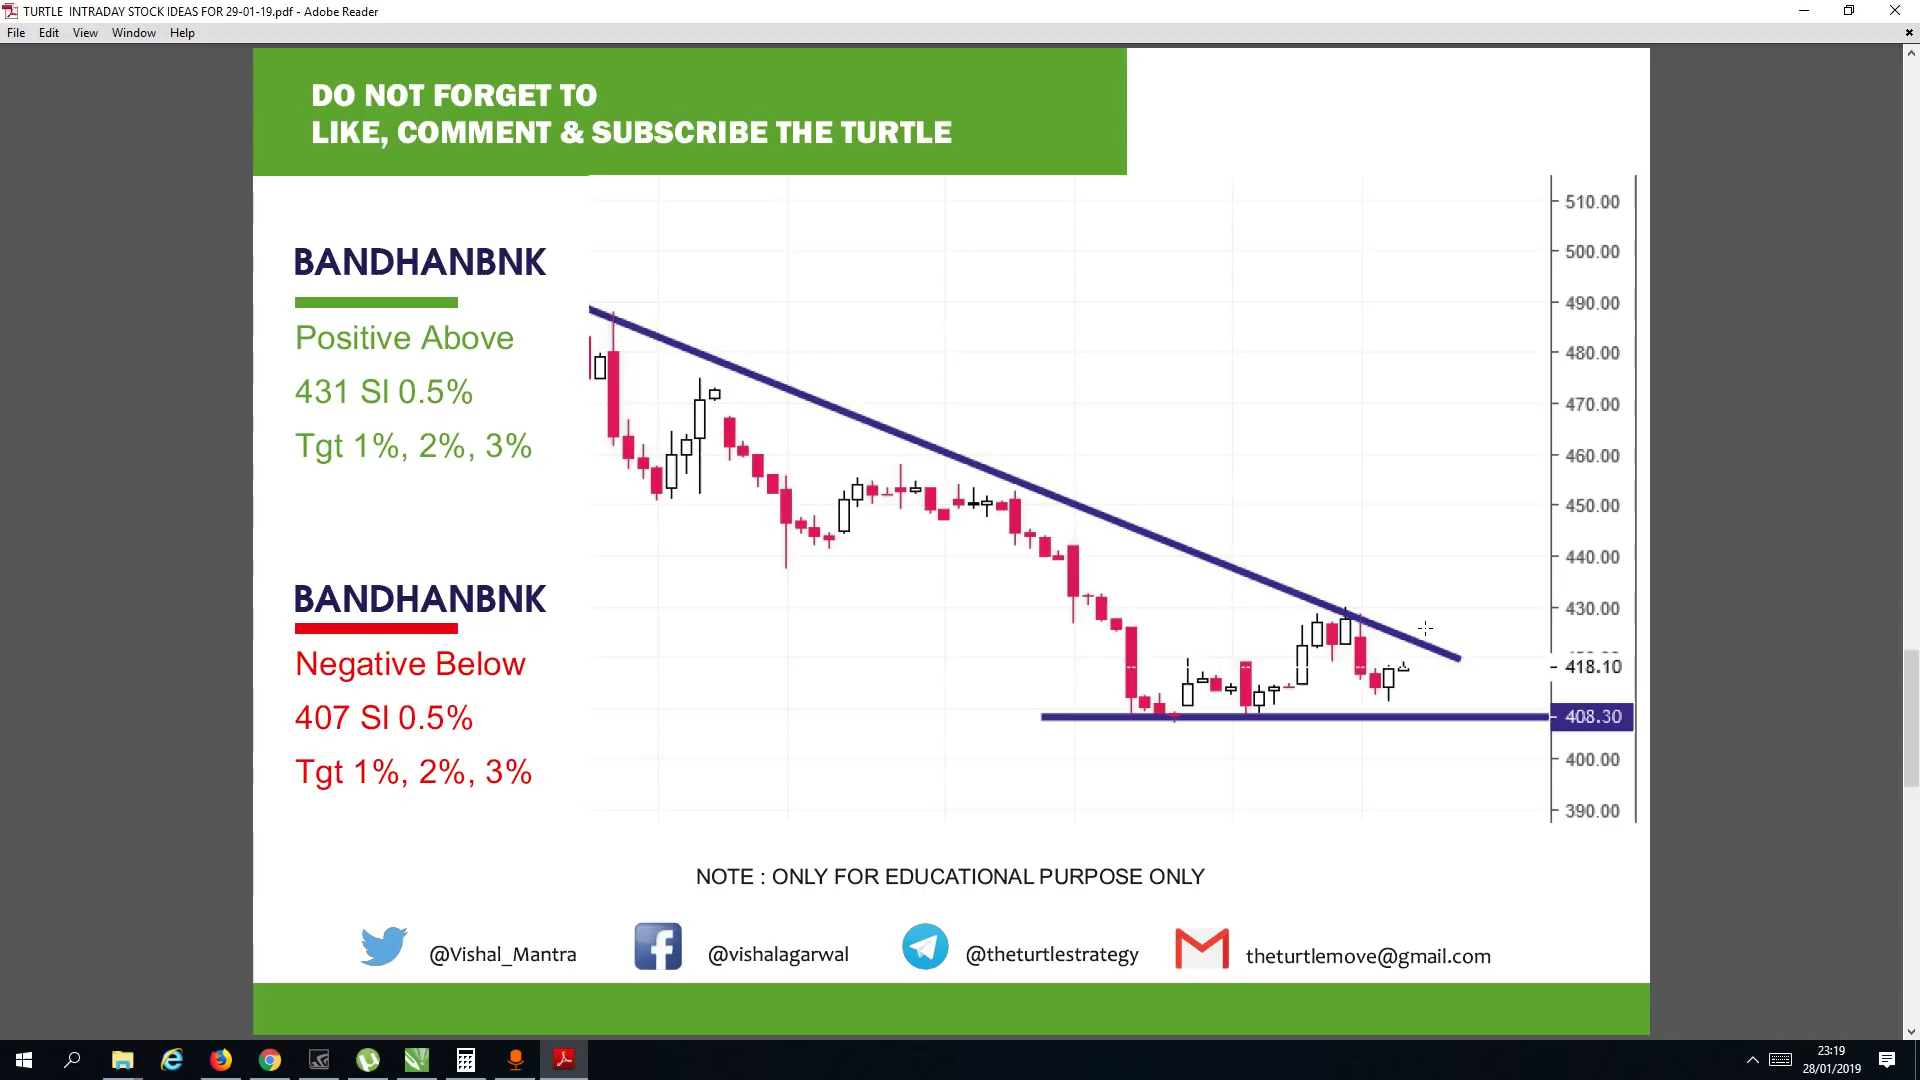 TURTLE  INTRADAY STOCK IDEAS FOR 29-01-19.pdf - Adobe Reader
File Edit View Window Help
DO NOT FORGET TO
LIKE, COMMENT & SUBSCRIBE THE TURTLE
BANDHANBNK
Positive Above
431 Sl 0.5%
Tgt 1%, 2%, 3%
BANDHANBNK
Negative Below
407 Sl 0.5%
Tgt 1%, 2%, 3%
510.00
500.00
490.00
480.00
470.00
460.00
450.00
440.00
430.00
418.10
408.30
400.00
390.00
NOTE : ONLY FOR EDUCATIONAL PURPOSE ONLY
@Vishal_Mantra @vishalagarwal @theturtlestrategy theturtlemove@gmail.com
23:19
28/01/2019